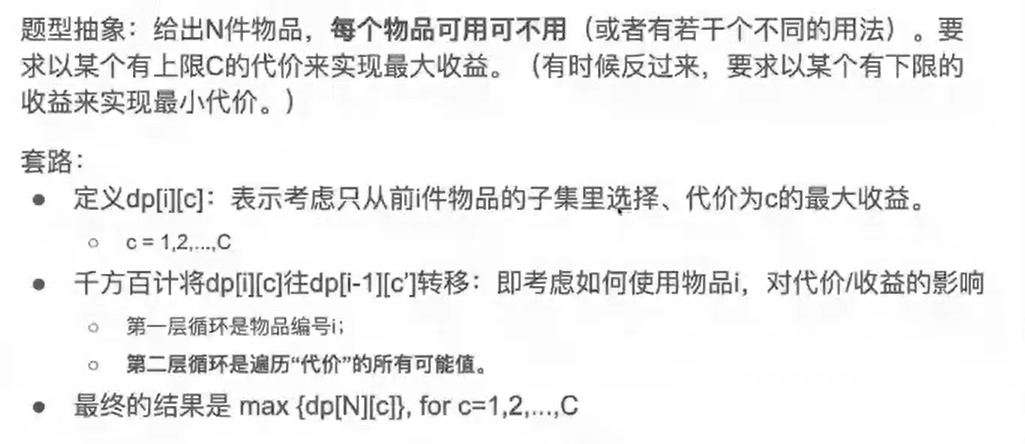 题型抽象：给出N件物品，每个物品可用可不用（或者有若干个不同的用法）。要
求以某个有上限C的代价来实现最大收益。（有时候反过来，要求以某个有下限的
收益来实现最小代价。）
套路：
● 定义dp[i][c]：表示考虑只从前i件物品的子集里选择、代价为c的最大收益。
○ c = 1,2,...,C
● 千方百计将dp[i][c]往dp[i-1][c']转移：即考虑如何使用物品i，对代价/收益的影响
○ 第一层循环是物品编号i；
○ 第二层循环是遍历“代价”的所有可能值。
● 最终的结果是 max {dp[N][c]}, for c=1,2,...,C